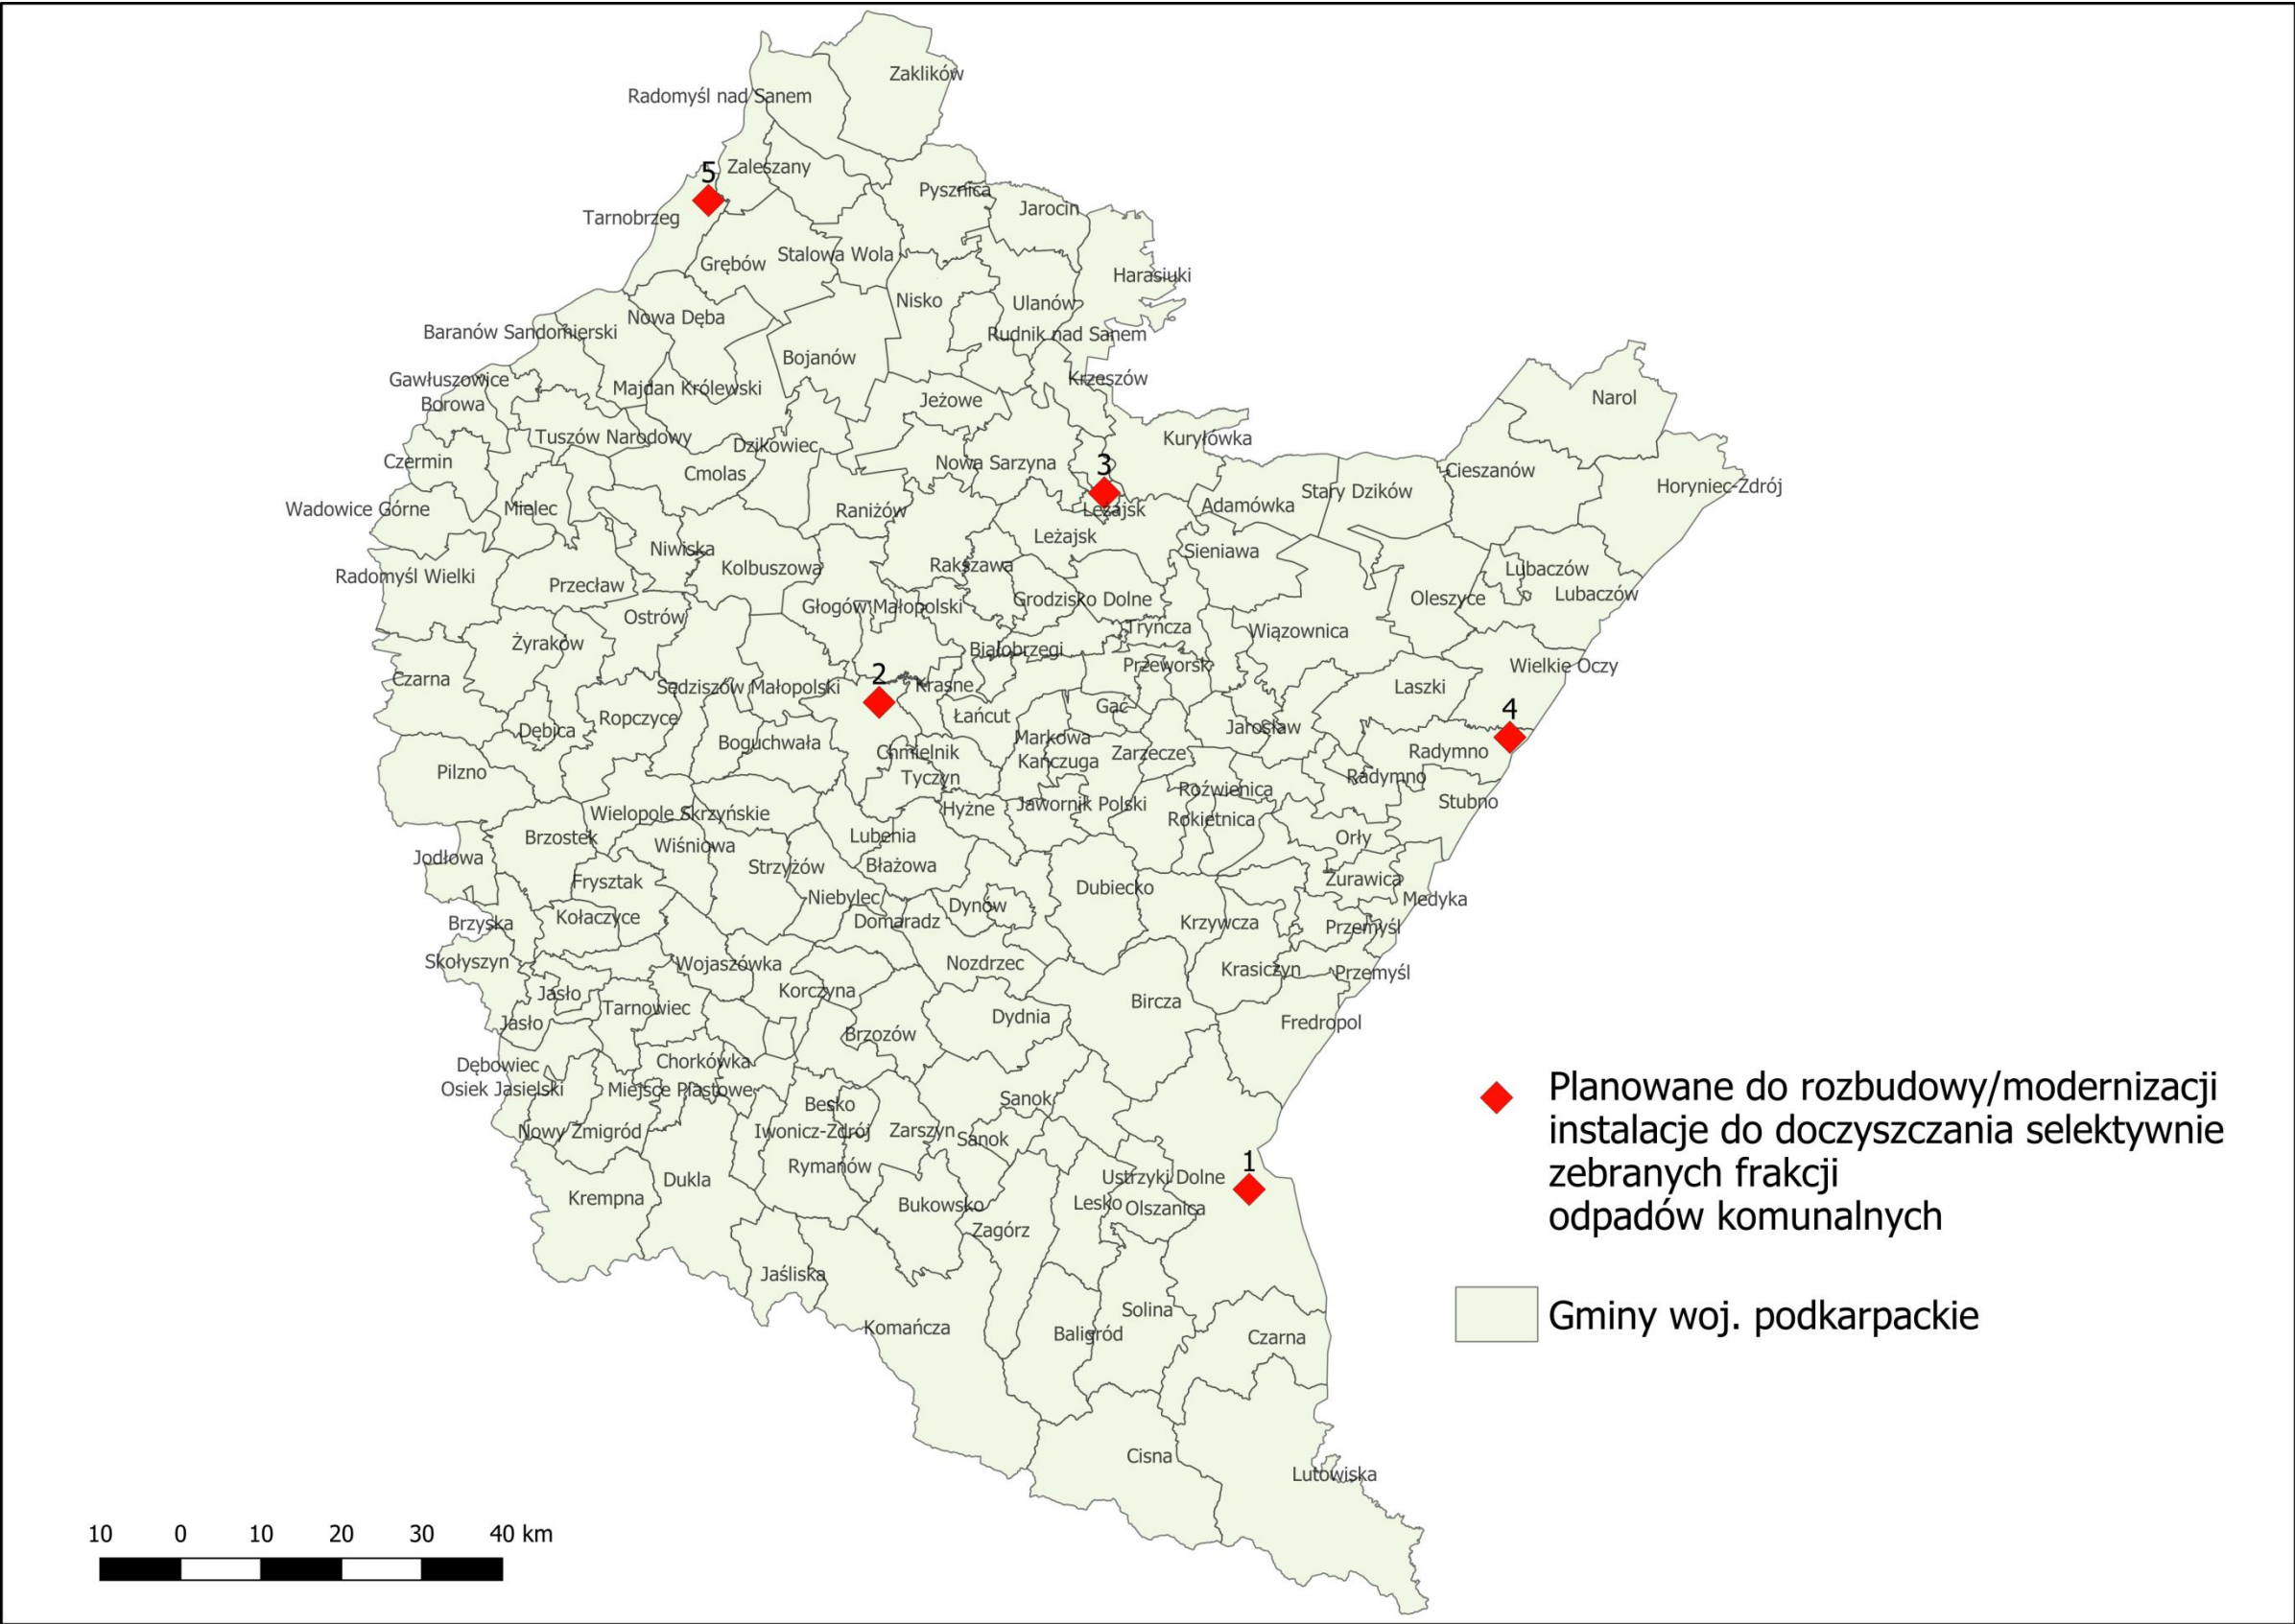 Zaklików
Radomyśl nad Sanem
Zaleszany
5
Pysznica
Jarocin
Tarnobrzeg
Stalowa Wola
Grębów
Harasiuki
Nisko
Ulanów
Nowa Dęba
Baranów Sandomierski
Rudnik nad Sanem
Bojanów
Gawłuszowice
Krzeszów
Majdan Królewski
Narol
Jeżowe
Borowa
Tuszów Narodowy
Kuryłówka
Dzikowiec
Czermin
Nowa Sarzyna
3
Cieszanów
Cmolas
Horyniec-Zdrój
Stary Dzików
Adamówka
Wadowice Górne
Mielec
Raniżów
Leżajsk
Leżajsk
Niwiska
Sieniawa
Kolbuszowa
Rakszawa
Lubaczów
Radomyśl Wielki
Przecław
Lubaczów
Oleszyce
Głogów Małopolski
Grodzisko Dolne
Ostrów
Tryńcza
Wiązownica
Żyraków
Białobrzegi
Przeworsk
Wielkie Oczy
2
Czarna
Krasne
Sędziszów Małopolski
Laszki
Gać
4
Łańcut
Ropczyce
Jarosław
Dębica
Markowa
Boguchwała
Chmielnik
Zarzecze
Radymno
Kańczuga
Pilzno
Tyczyn
Radymno
Roźwienica
Stubno
Hyżne
Jawornik Polski
Wielopole Skrzyńskie
Rokietnica
Brzostek
Lubenia
Orły
Wiśniowa
Jodłowa
Strzyżów
Błażowa
Frysztak
Żurawica
Dubiecko
Niebylec
Medyka
Dynów
Kołaczyce
Brzyska
Domaradz
Krzywcza
Przemyśl
Skołyszyn
Wojaszówka
Nozdrzec
Krasiczyn
Przemyśl
Jasło
Korczyna
Bircza
Tarnowiec
Dydnia
Jasło
Fredropol
Brzozów
Dębowiec
Chorkówka
Osiek Jasielski
Miejsce Piastowe
Sanok
Besko
Nowy Żmigród
Iwonicz-Zdrój
Zarszyn
Sanok
Rymanów
1
Ustrzyki Dolne
Dukla
Krempna
Bukowsko
Lesko
Olszanica
Zagórz
Jaśliska
Solina
Komańcza
Baligród
Czarna
Cisna
Lutowiska
Planowane do rozbudowy/modernizacji
instalacje do doczyszczania selektywnie
zebranych frakcji
odpadów komunalnych
Gminy woj. podkarpackie
10 0 10 20 30 40 km